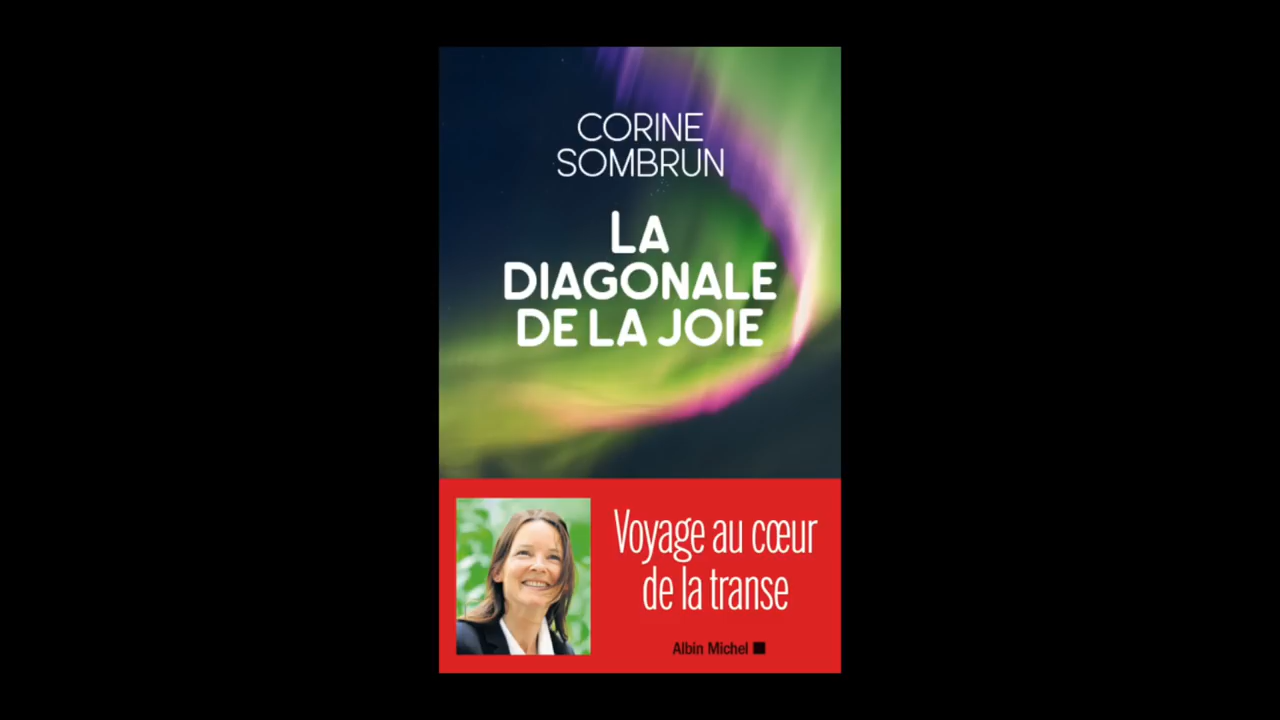 CORINE
SOMBRUN
LA
DIAGONALE
DE LA JOIE
Voyage au cœur
de la transe
Albin Michel